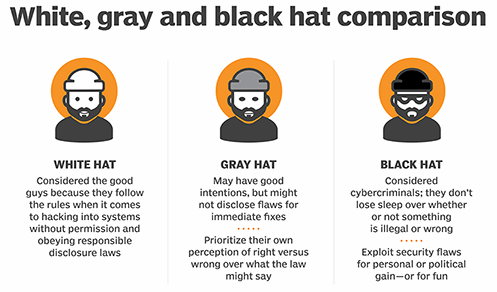 White, gray and black hat comparison
WHITE HAT
Considered the good
guys because they follow
the rules when it comes
to hacking into systems
without permission and
obeying responsible
disclosure laws
GRAY HAT
May have good
intentions, but might
not disclose flaws for
immediate fixes
Prioritize their own
perception of right versus
wrong over what the law
might say
BLACK HAT
Considered
cybercriminals; they don't
lose sleep over whether
or not something
is illegal or wrong
Exploit security flaws
for personal or political
gain—or for fun